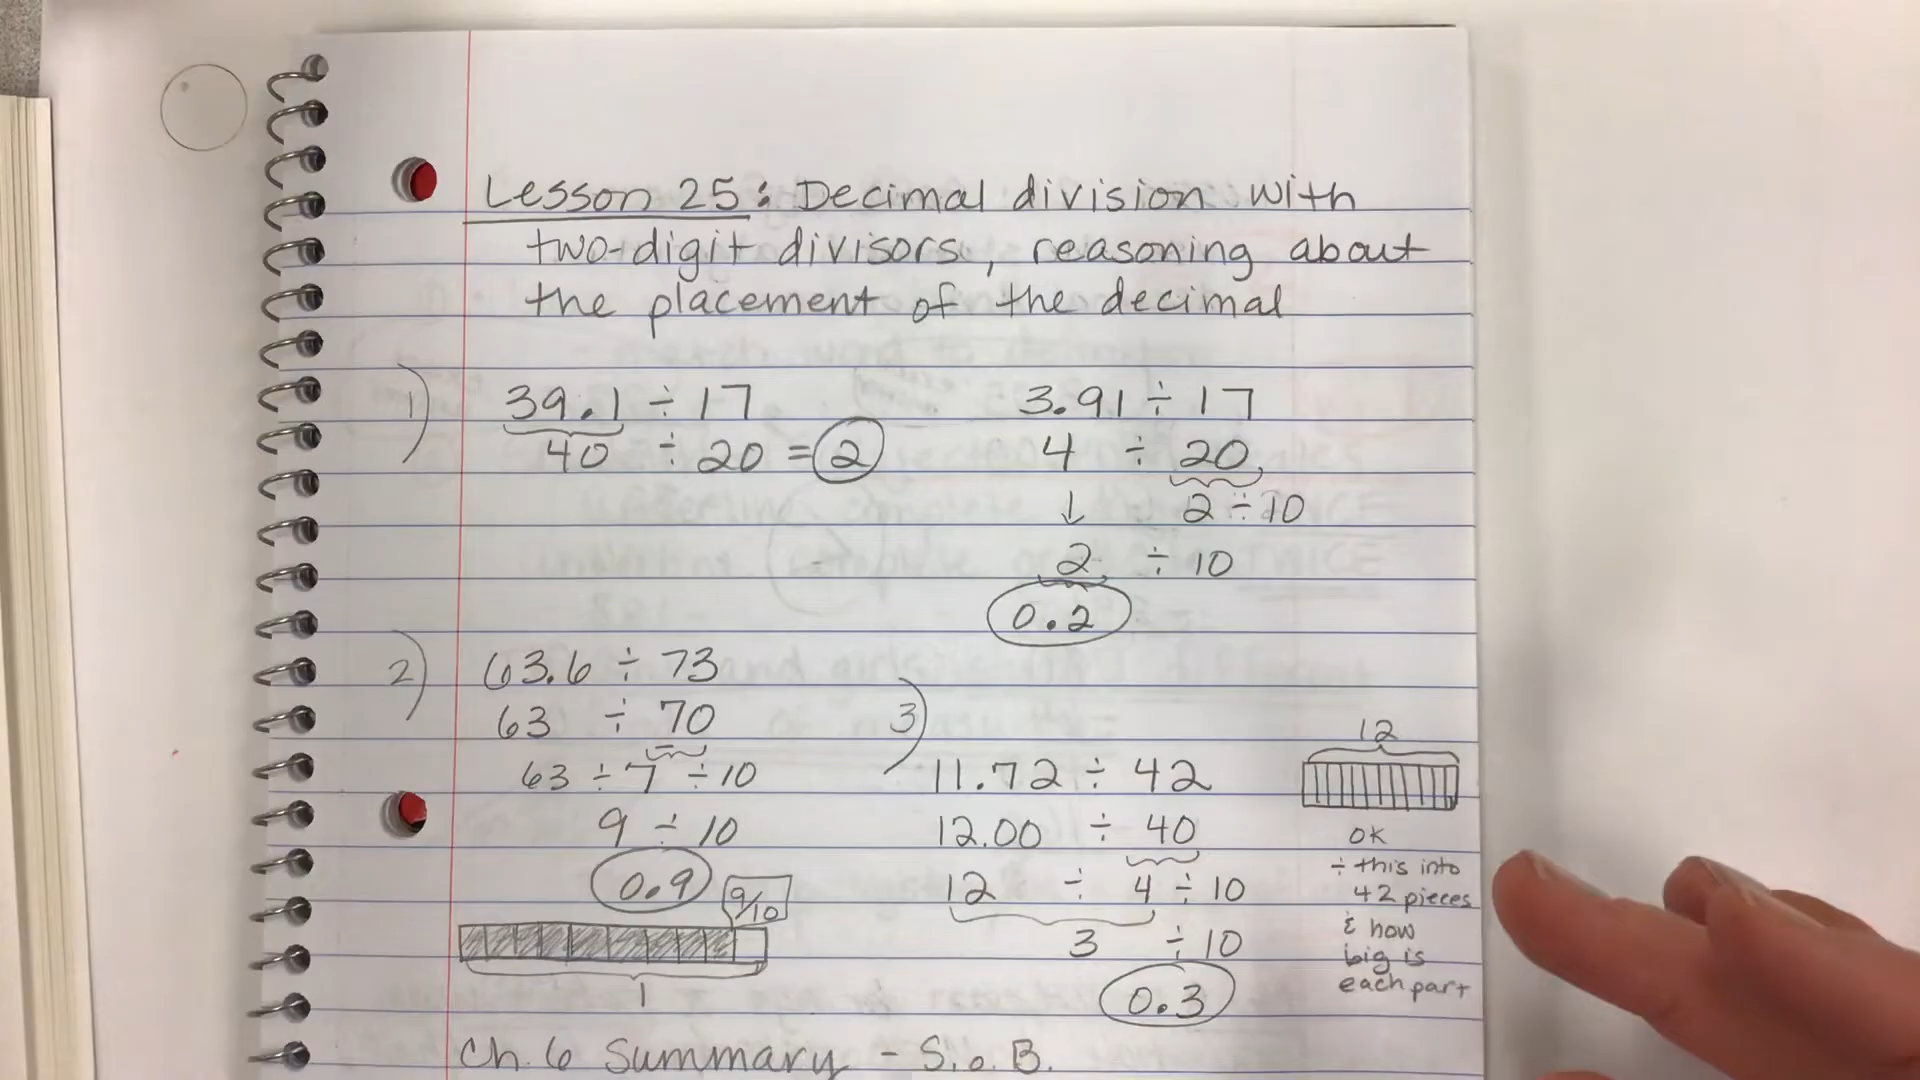 Lesson 25: Decimal division with
two-digit divisors, reasoning about
the placement of the decimal
1)
39.1 ÷ 17
40 ÷ 20 = 2
3.91 ÷ 17
4 ÷ 20
2 ÷ 10
↓
2 ÷ 10
0.2
2)
63.6 ÷ 73
63 ÷ 70
63 ÷ 7 ÷ 10
9 ÷ 10
0.9
9/10
1
3)
11.72 ÷ 42
12.00 ÷ 40
12 ÷ 4 ÷ 10
3 ÷ 10
0.3
12
OK
÷ this into
42 pieces
& how
big is
each part
Ch. 6 Summary - S.o.B.